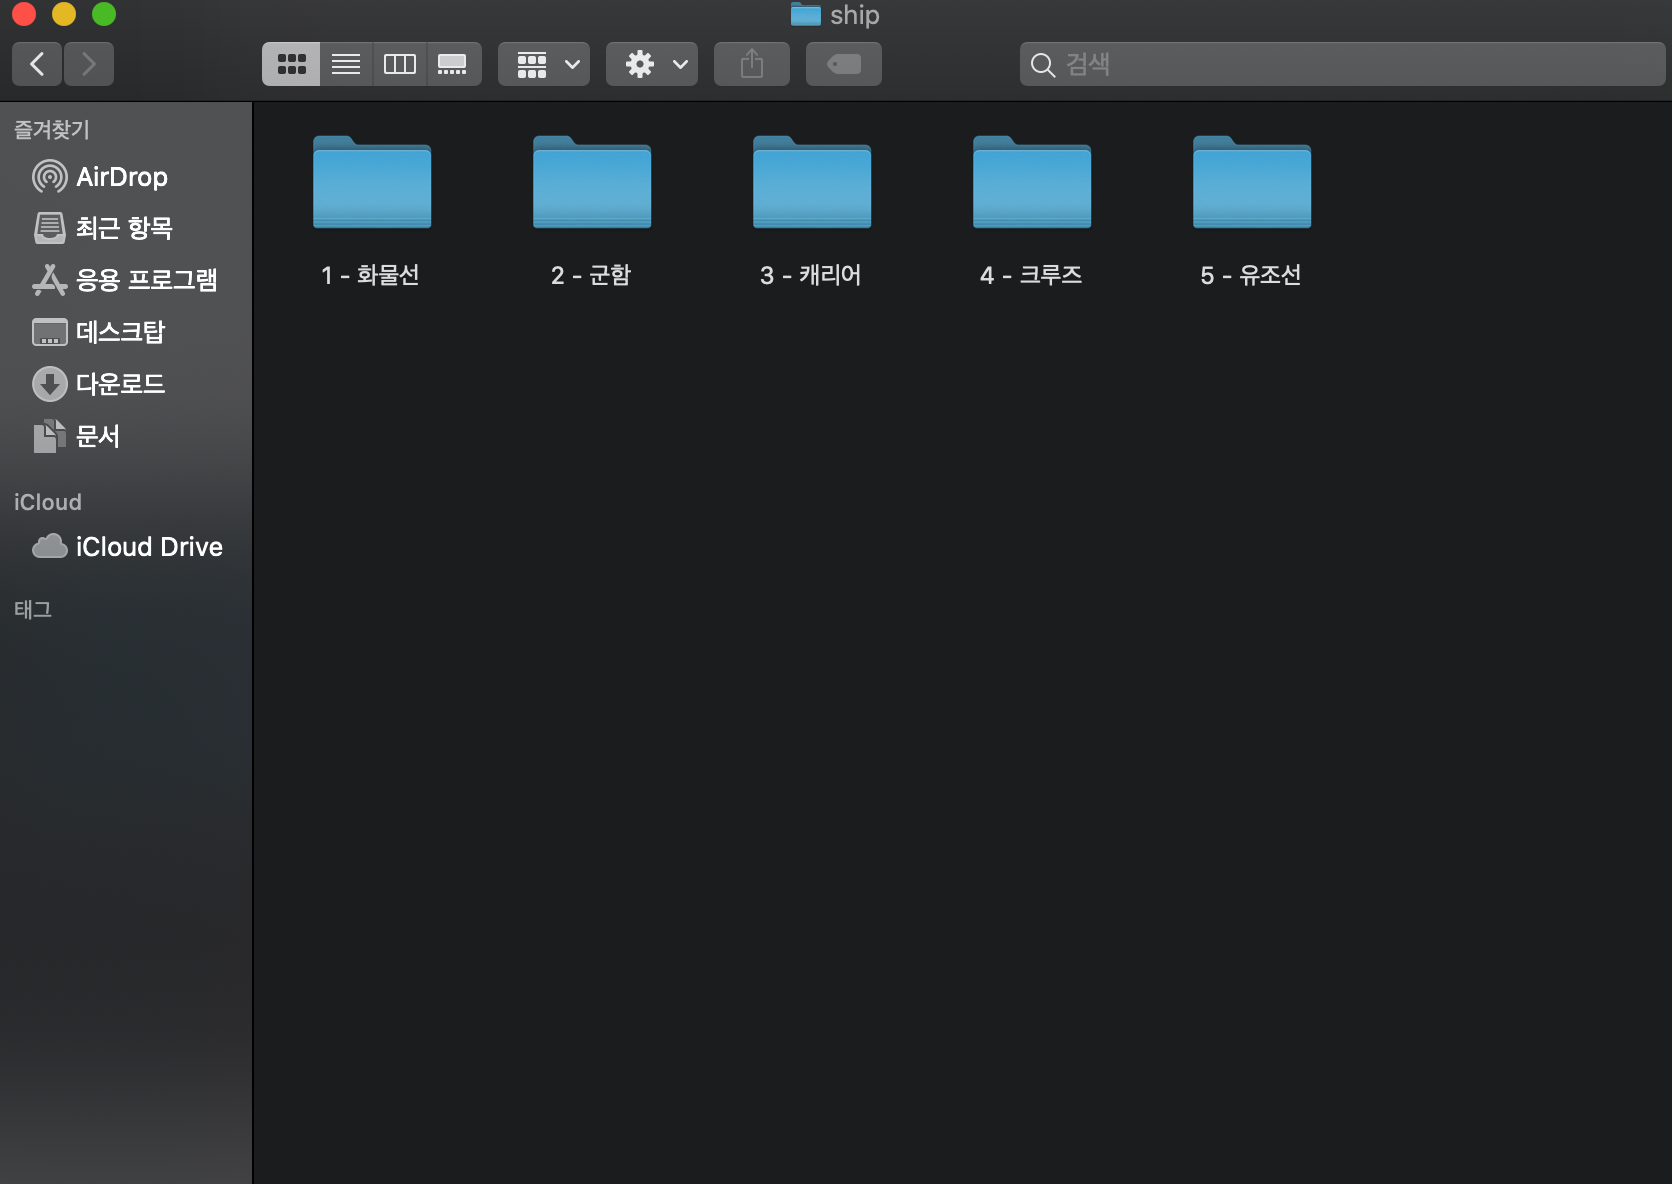 ship
검색
즐겨찾기
AirDrop
최근 항목
응용 프로그램
데스크탑
다운로드
문서
iCloud
iCloud Drive
태그
1 - 화물선
2 - 군함
3 - 캐리어
4 - 크루즈
5 - 유조선